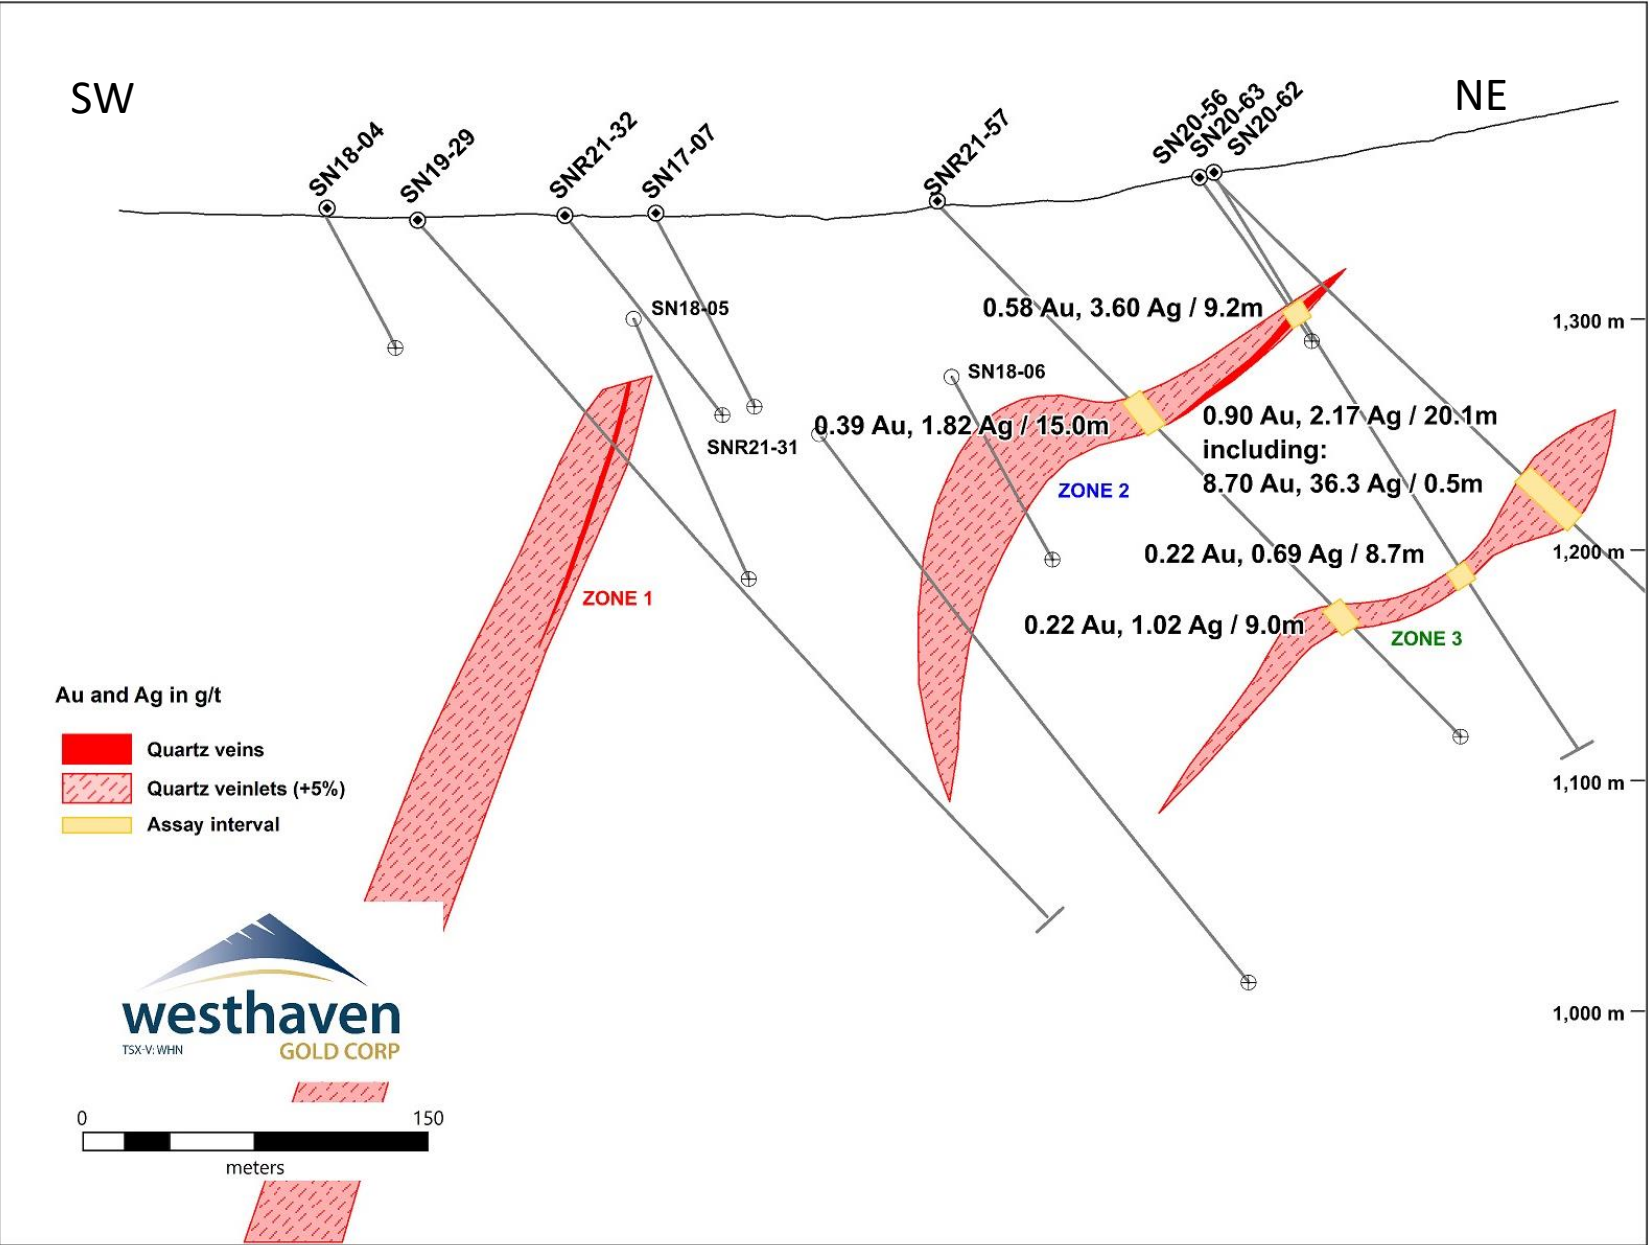 SW
NE
SN18-04
SN19-29
SNR21-32
SN17-07
SNR21-57
SN20-56
SN20-63
SN20-62
SN18-05
0.58 Au, 3.60 Ag / 9.2m
1,300 m
SN18-06
0.39 Au, 1.82 Ag / 15.0m
SNR21-31
0.90 Au, 2.17 Ag / 20.1m
including:
8.70 Au, 36.3 Ag / 0.5m
ZONE 2
0.22 Au, 0.69 Ag / 8.7m
1,200 m
ZONE 1
0.22 Au, 1.02 Ag / 9.0m
ZONE 3
Au and Ag in g/t
Quartz veins
Quartz veinlets (+5%)
Assay interval
1,100 m
westhaven
TSX-V: WHN
GOLD CORP
1,000 m
0
150
meters